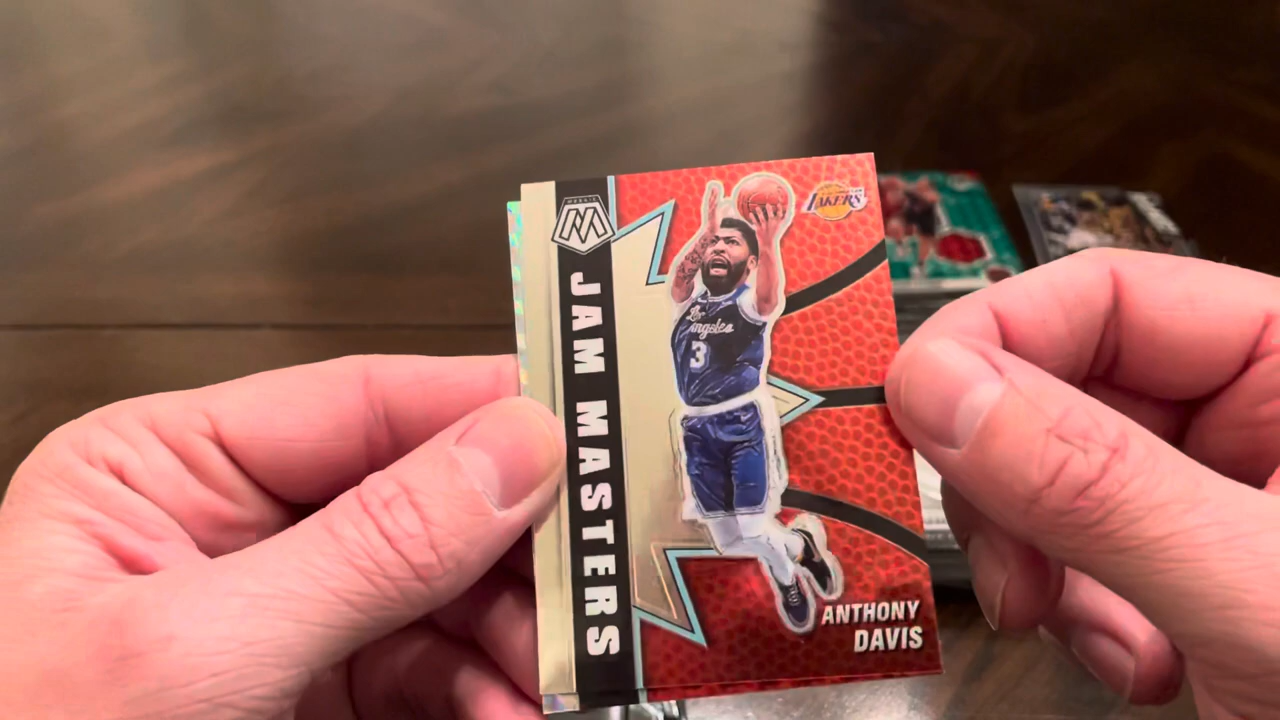 MOSAIC
JAM MASTERS
LAKERS
Los
Angeles
3
ANTHONY
DAVIS